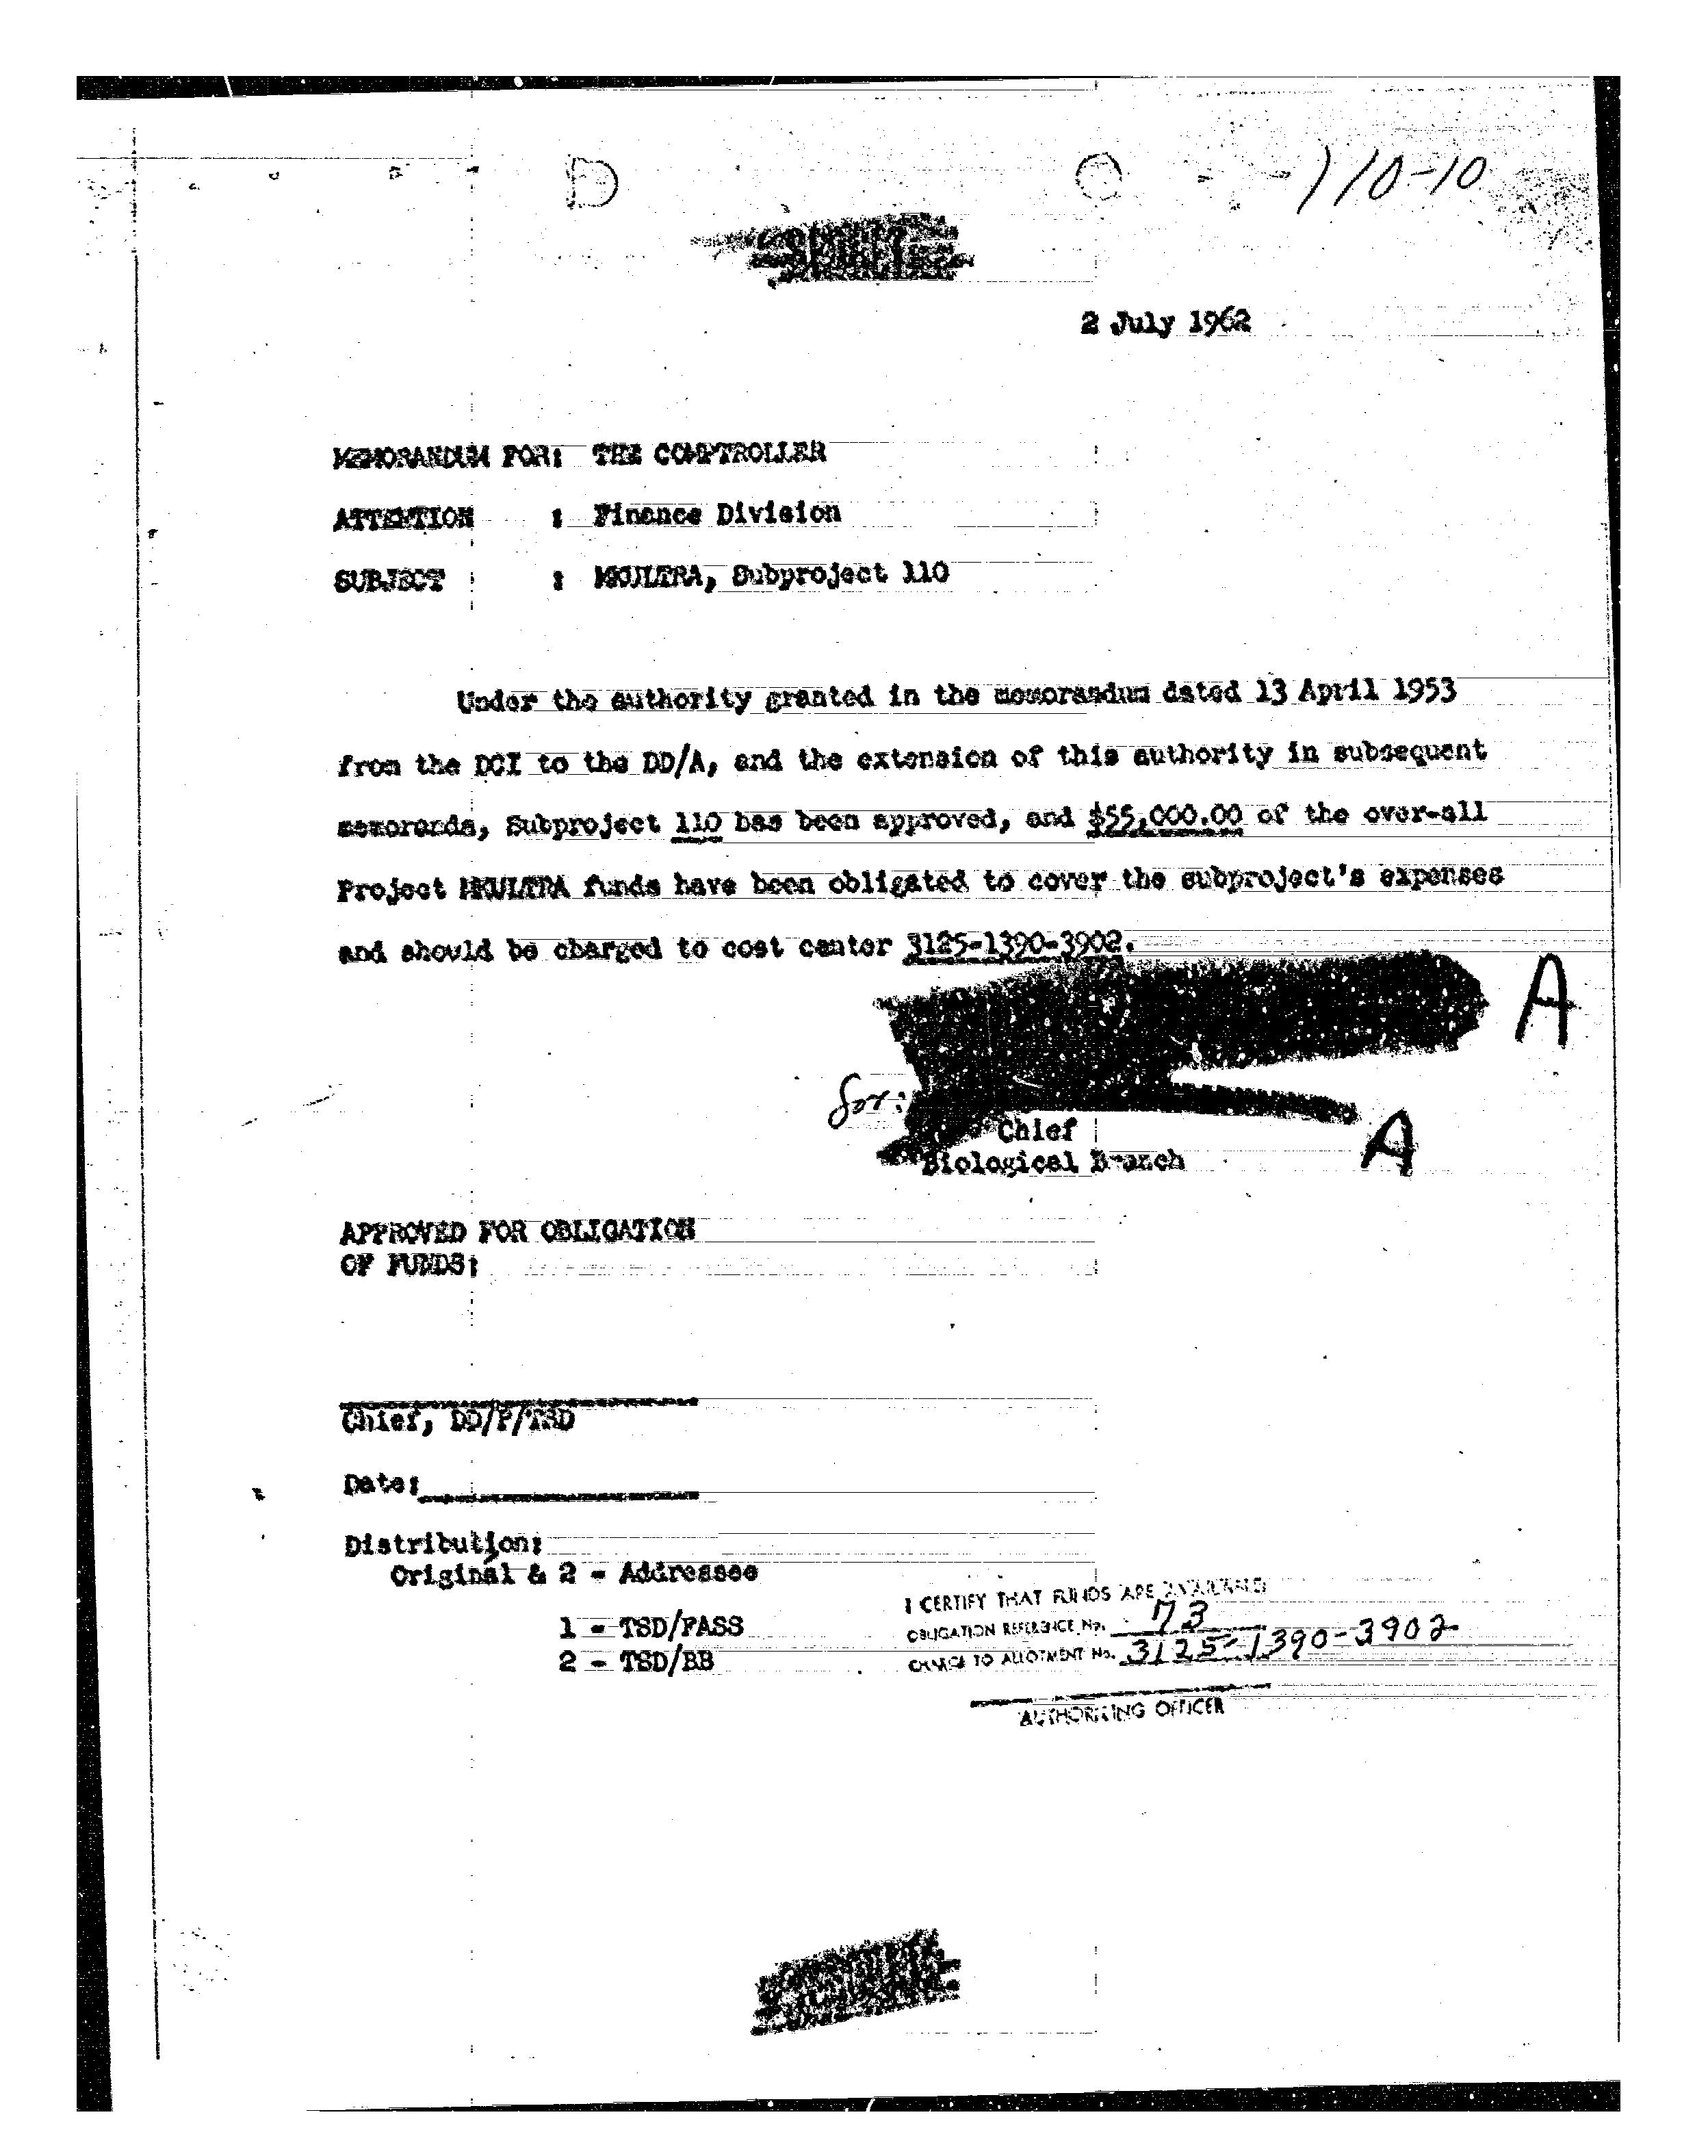 110-10
2 July 1962
MEMORANDUM FOR: THE COMPTROLLER
ATTENTION : Finance Division
SUBJECT : MKULTRA, Subproject 110
Under the authority granted in the memorandum dated 13 April 1953
from the DCI to the DD/A, and the extension of this authority in subsequent
memoranda, Subproject 110 has been approved, and $55,000.00 of the over-all
Project MKULTRA funds have been obligated to cover the subproject's expenses
and should be charged to cost center 3125-1390-3902.
A
for:
Chief
A
Biological Branch
APPROVED FOR OBLIGATION
OF FUNDS:
Chief, DD/P/TSD
Date:
Distribution:
Original & 2 - Addressee
1 - TSD/FASS
2 - TSD/BB
I CERTIFY THAT FUNDS ARE AVAILABLE
OBLIGATION REFERENCE No. 73
CHARGE TO ALLOTMENT No. 3125-1390-3902
AUTHORIZING OFFICER